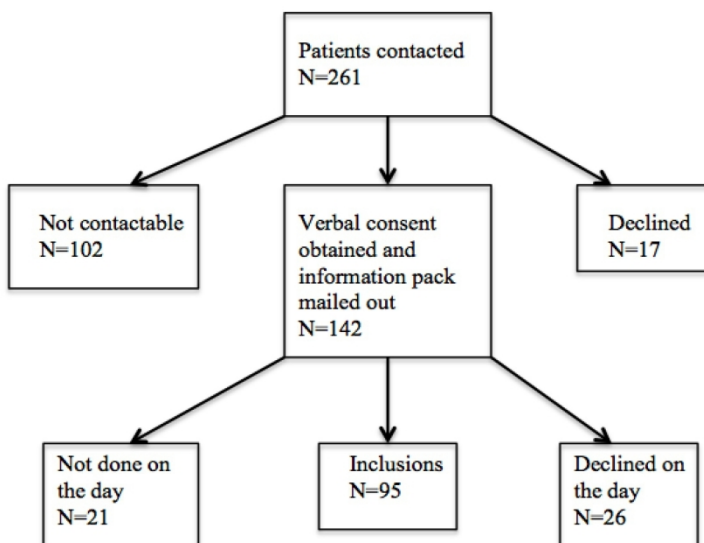 Patients contacted
N=261
Not contactable
N=102
Verbal consent
obtained and
information pack
mailed out
N=142
Declined
N=17
Not done on
the day
N=21
Inclusions
N=95
Declined on
the day
N=26